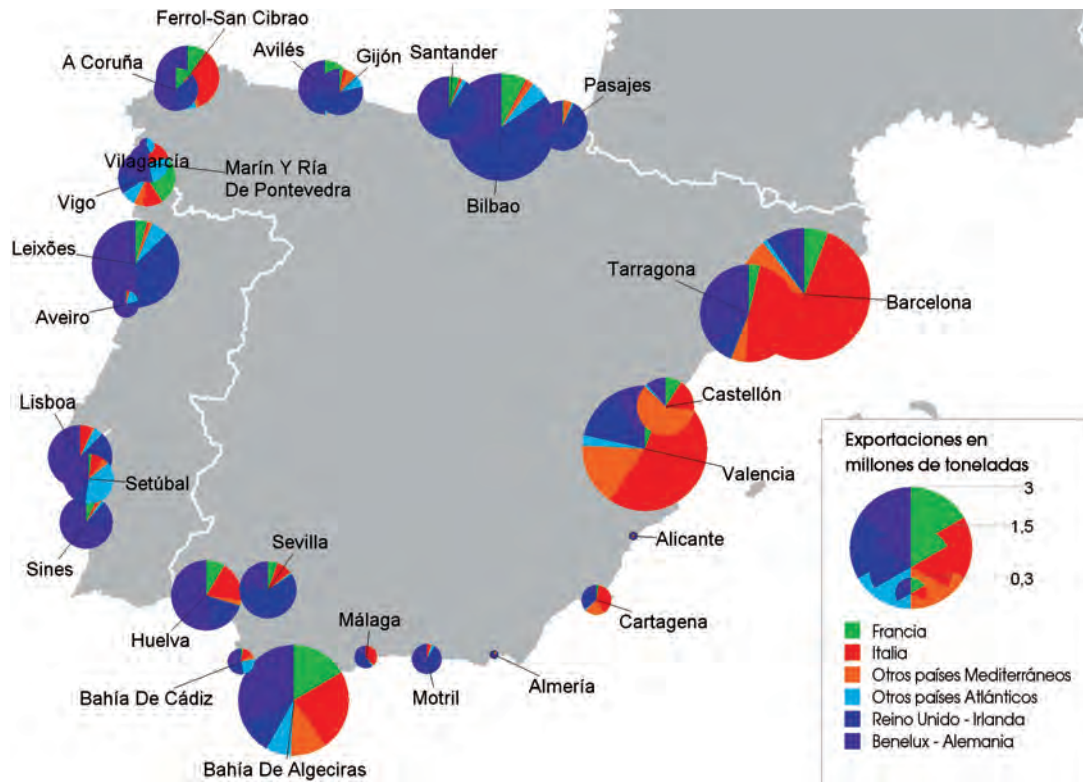 Ferrol-San Cibrao
A Coruña
Avilés
Gijón
Santander
Pasajes
Bilbao
Vilagarcía
Marín Y Ría
De Pontevedra
Vigo
Leixões
Aveiro
Tarragona
Barcelona
Castellón
Valencia
Lisboa
Setúbal
Sines
Alicante
Sevilla
Huelva
Cartagena
Málaga
Bahía De Cádiz
Motril
Almería
Bahía De Algeciras
Exportaciones en
millones de toneladas
3
1,5
0,3
Francia
Italia
Otros países Mediterráneos
Otros países Atlánticos
Reino Unido - Irlanda
Benelux - Alemania